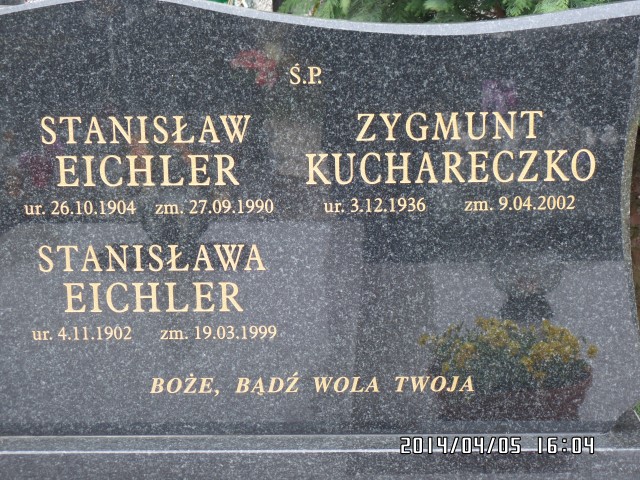 Ś.P.
STANISŁAW
EICHLER
ur. 26.10.1904 zm. 27.09.1990
ZYGMUNT
KUCHARECZKO
ur. 3.12.1936 zm. 9.04.2002
STANISŁAWA
EICHLER
ur. 4.11.1902 zm. 19.03.1999
BOŻE, BĄDŹ WOLA TWOJA
2014/04/05 16:04